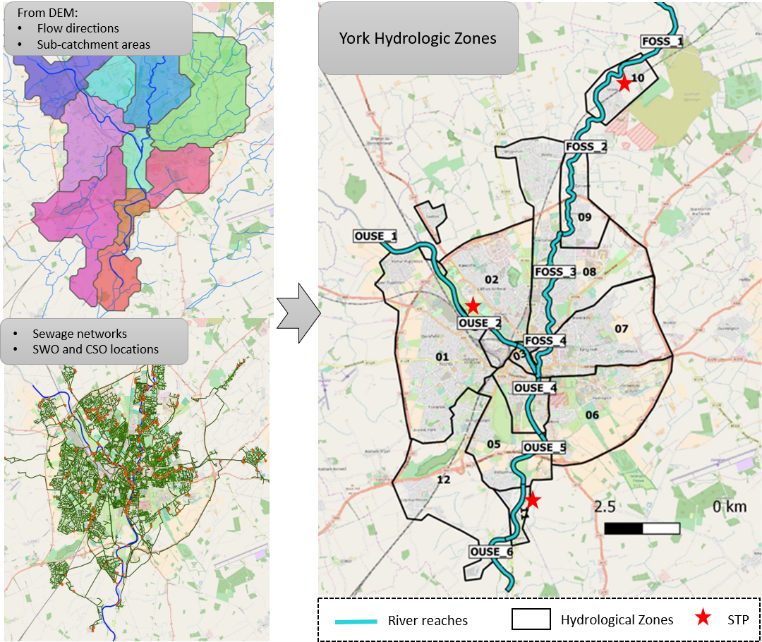 From DEM:
• Flow directions
• Sub-catchment areas
• Sewage networks
• SWO and CSO locations
York Hydrologic Zones
FOSS_1
10
FOSS_2
09
OUSE_1
FOSS_3
08
02
OUSE_2
07
FOSS_4
03
01
OUSE_4
06
05
OUSE_5
12
11
2.5
0 km
OUSE_6
River reaches
Hydrological Zones
STP